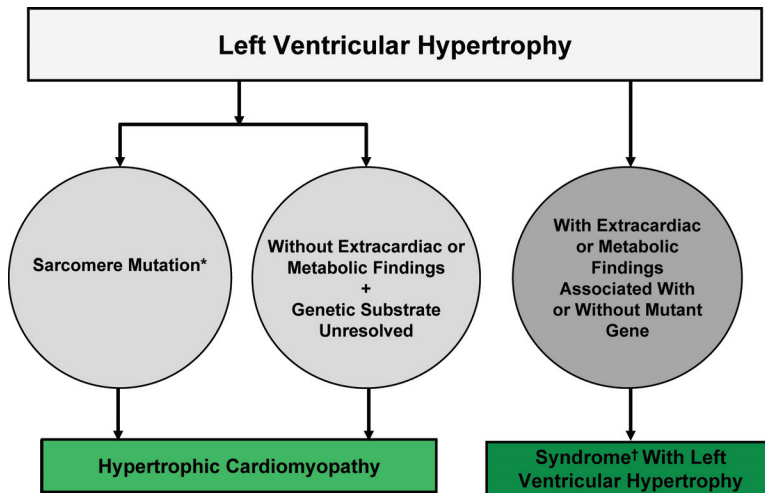 Left Ventricular Hypertrophy
Sarcomere Mutation*
Without Extracardiac or
Metabolic Findings
+
Genetic Substrate
Unresolved
With Extracardiac
or Metabolic
Findings
Associated With
or Without Mutant
Gene
Hypertrophic Cardiomyopathy
Syndrome† With Left
Ventricular Hypertrophy